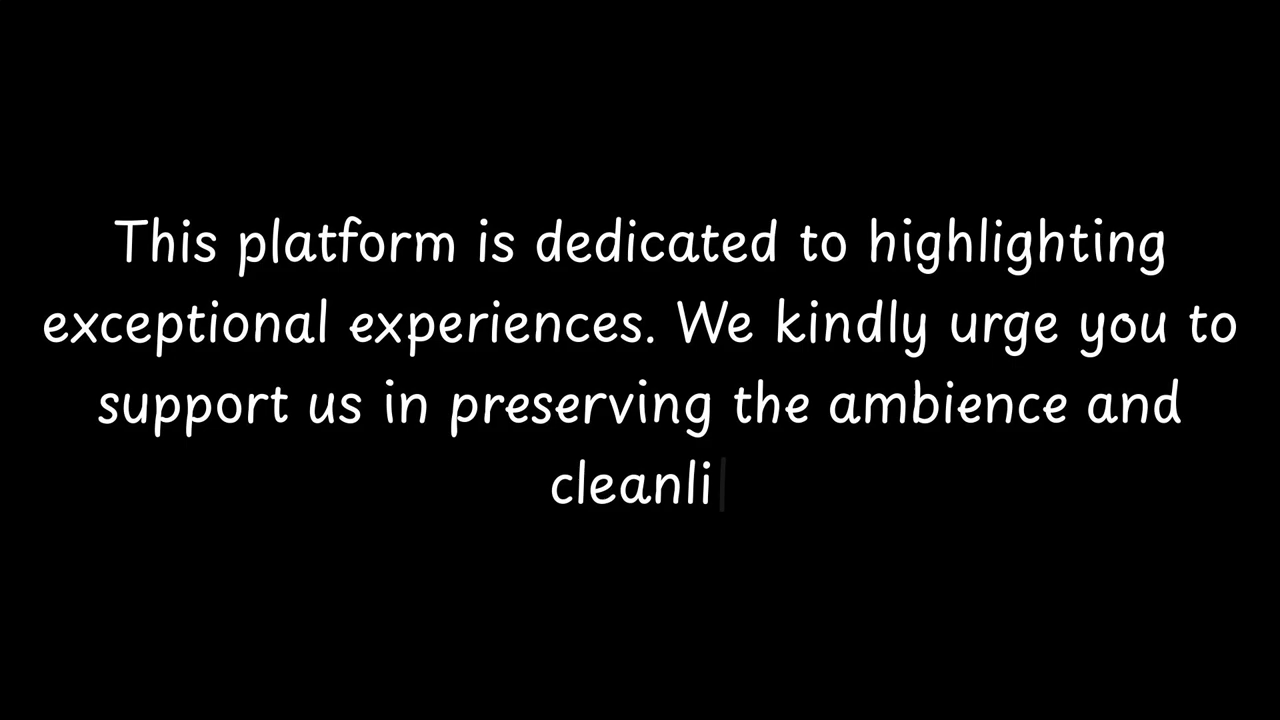 This platform is dedicated to highlighting
exceptional experiences. We kindly urge you to
support us in preserving the ambience and
cleanli